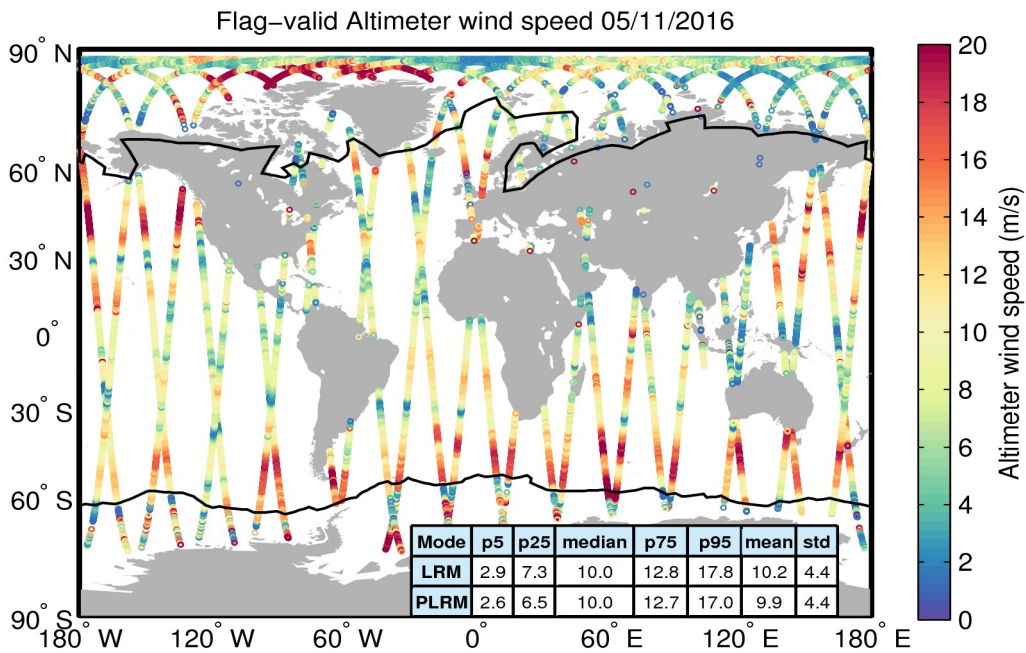 Flag−valid Altimeter wind speed 05/11/2016
90° N
60° N
30° N
0°
30° S
60° S
90° S
180° W
120° W
60° W
0°
60° E
120° E
180° E
Mode p5 p25 median p75 p95 mean std
LRM 2.9 7.3 10.0 12.8 17.8 10.2 4.4
PLRM 2.6 6.5 10.0 12.7 17.0 9.9 4.4
20
18
16
14
12
10
8
6
4
2
0
Altimeter wind speed (m/s)